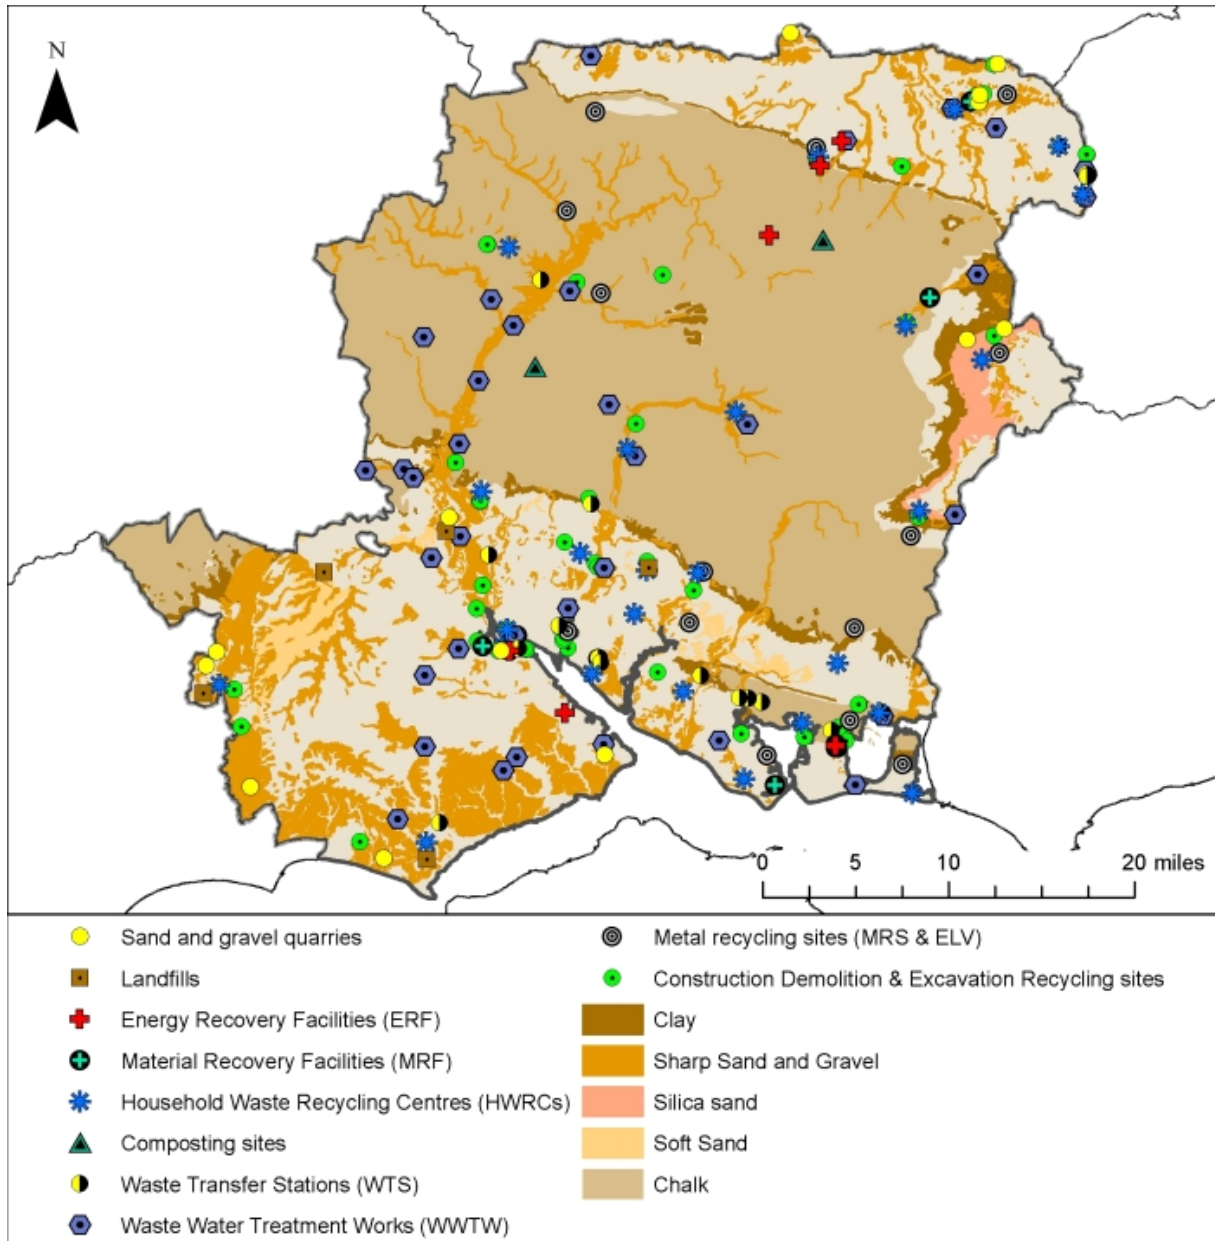 N
0 5 10 20 miles
Sand and gravel quarries
Landfills
Energy Recovery Facilities (ERF)
Material Recovery Facilities (MRF)
Household Waste Recycling Centres (HWRCs)
Composting sites
Waste Transfer Stations (WTS)
Waste Water Treatment Works (WWTW)
Metal recycling sites (MRS & ELV)
Construction Demolition & Excavation Recycling sites
Clay
Sharp Sand and Gravel
Silica sand
Soft Sand
Chalk